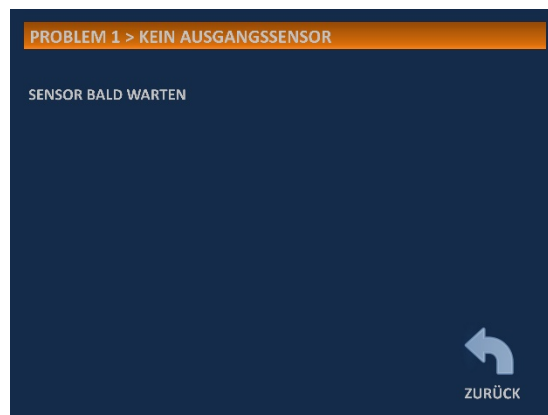 PROBLEM 1 > KEIN AUSGANGSSENSOR
SENSOR BALD WARTEN
ZURÜCK